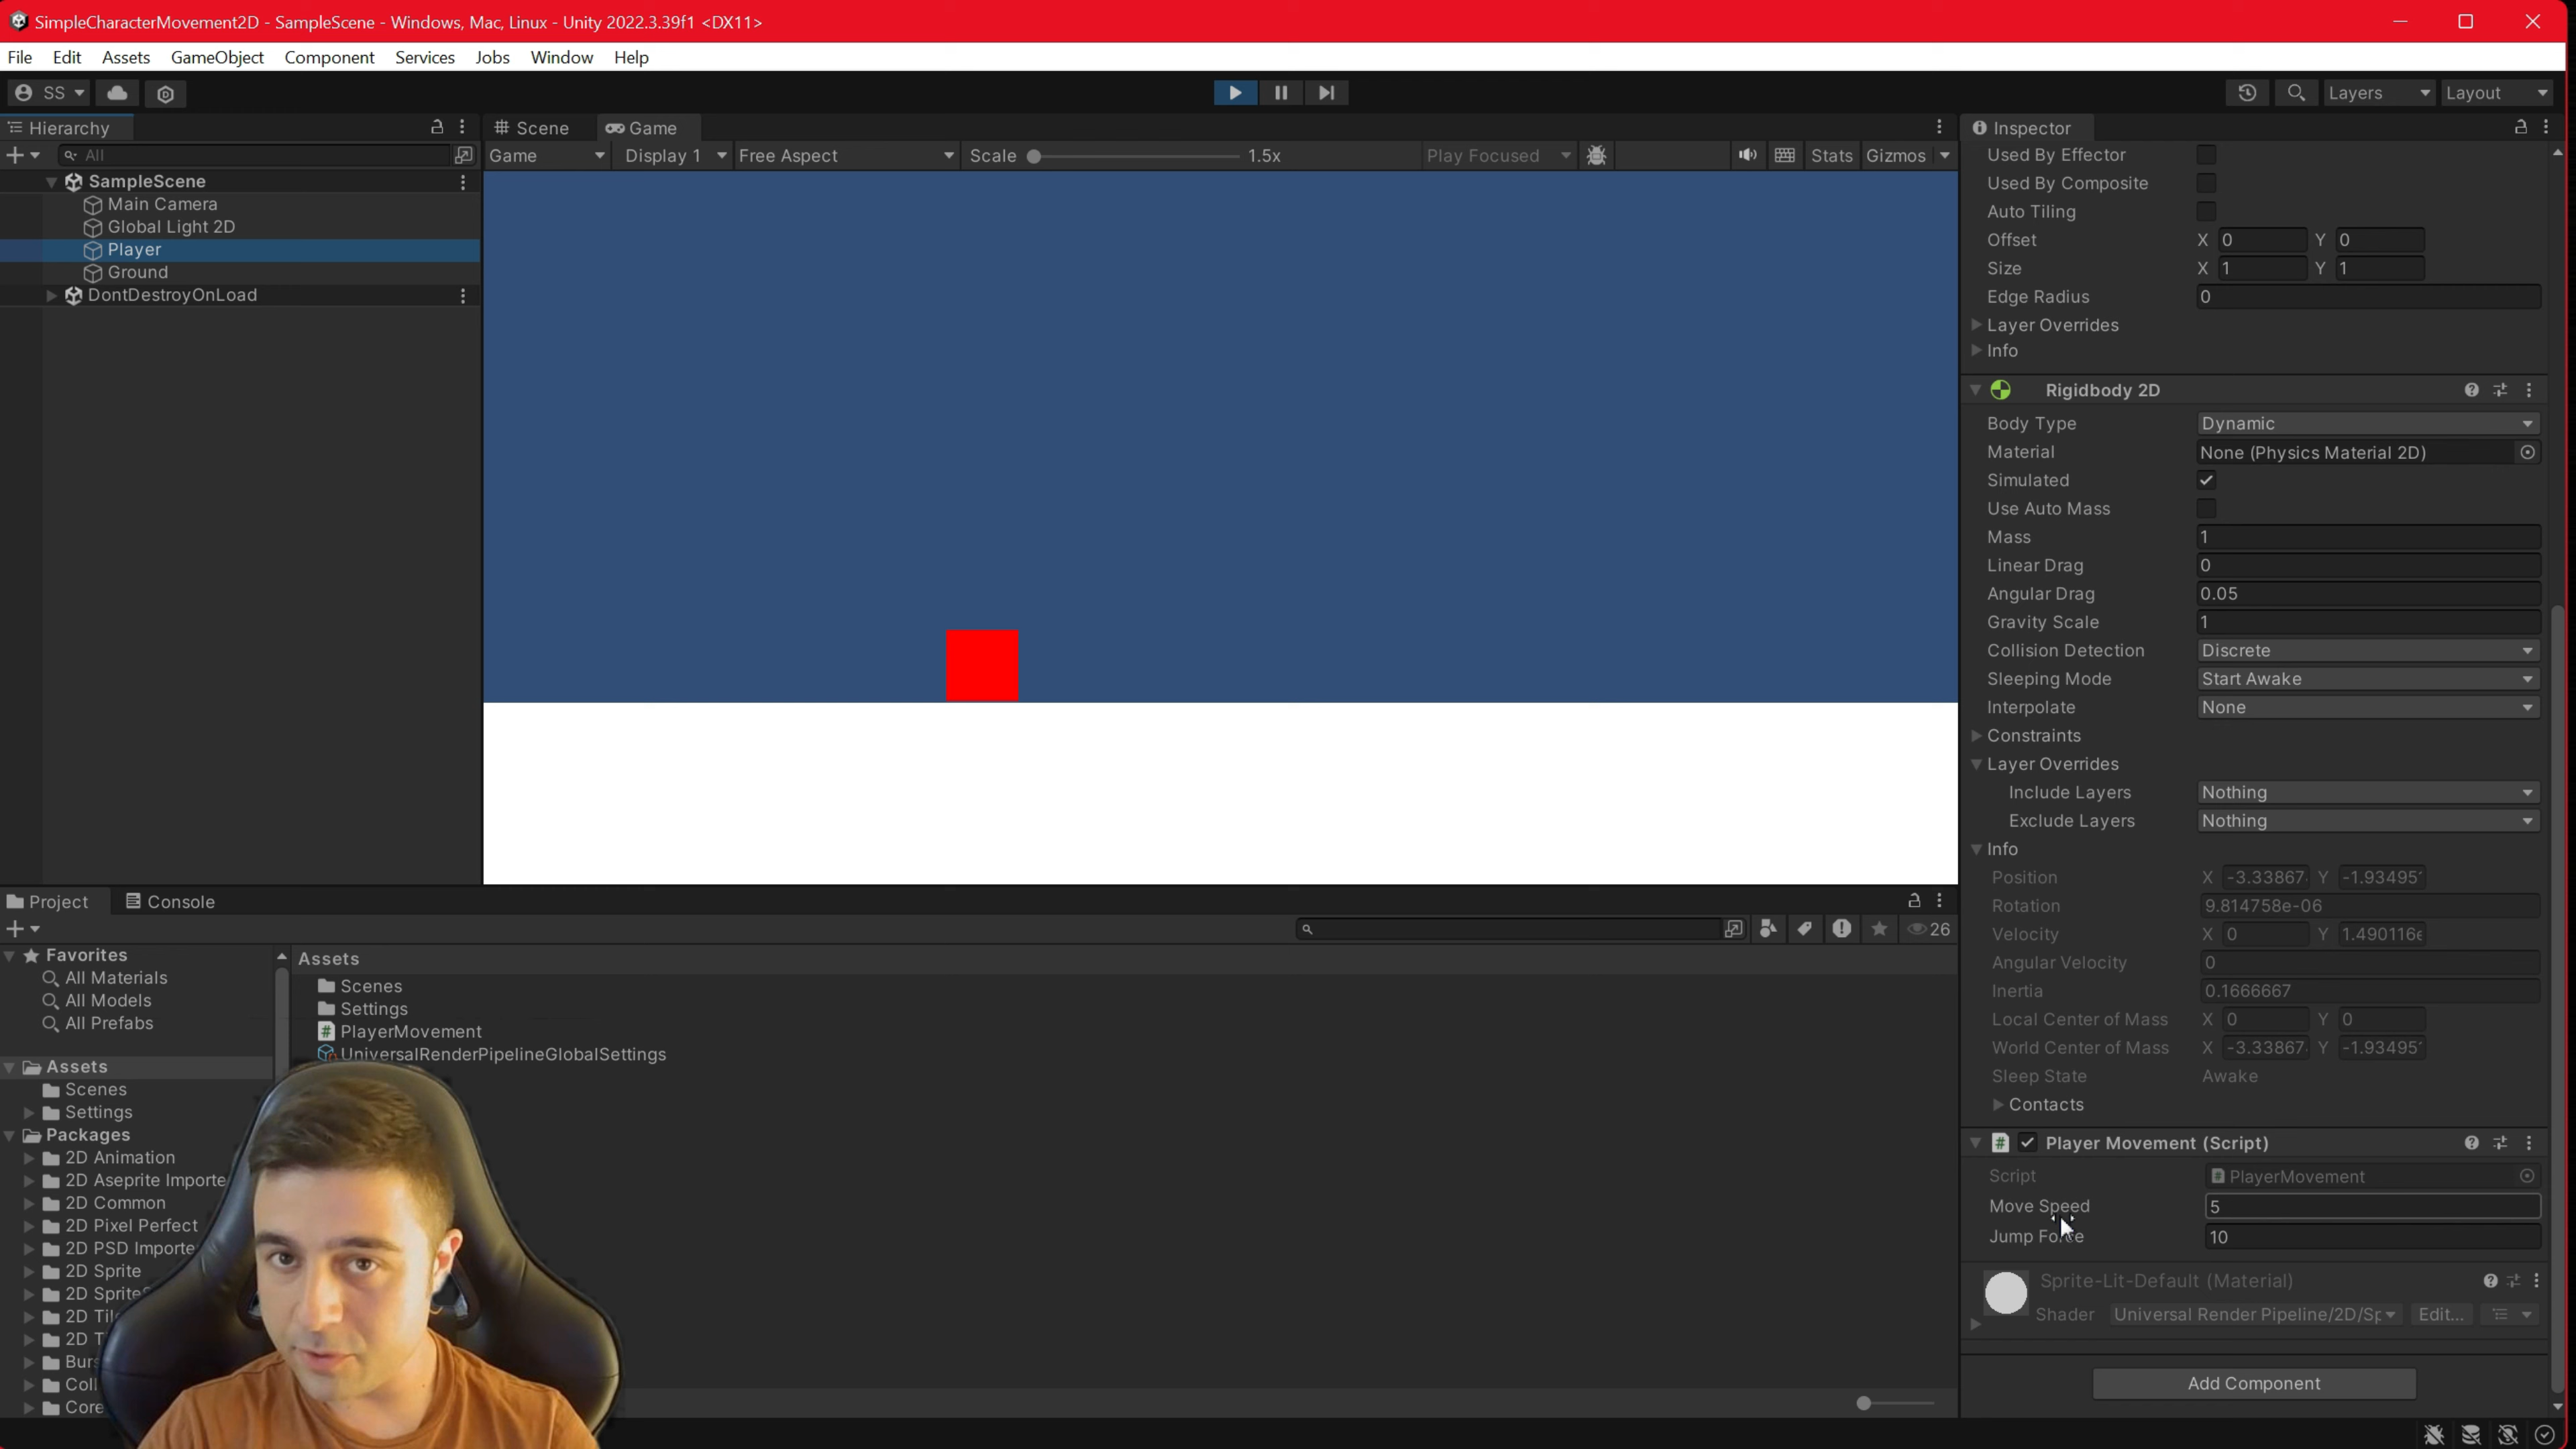 SimpleCharacterMovement2D - SampleScene - Windows, Mac, Linux - Unity 2022.3.39f1 <DX11>
File Edit Assets GameObject Component Services Jobs Window Help
SS Layers Layout
Hierarchy
All
SampleScene
Main Camera
Global Light 2D
Player
Ground
DontDestroyOnLoad
Scene Game
Game Display 1 Free Aspect Scale 1.5x Play Focused Stats Gizmos
Project Console
26
Favorites
All Materials
All Models
All Prefabs
Assets
Scenes
Settings
Packages
2D Animation
2D Aseprite Importe
2D Common
2D Pixel Perfect
2D PSD Importe
2D Sprite
2D Sprite
2D Til
2D T
Burs
Coll
Core
Assets
Scenes
Settings
PlayerMovement
UniversalRenderPipelineGlobalSettings
Inspector
Used By Effector
Used By Composite
Auto Tiling
Offset X 0 Y 0
Size X 1 Y 1
Edge Radius 0
Layer Overrides
Info
Rigidbody 2D
Body Type Dynamic
Material None (Physics Material 2D)
Simulated
Use Auto Mass
Mass 1
Linear Drag 0
Angular Drag 0.05
Gravity Scale 1
Collision Detection Discrete
Sleeping Mode Start Awake
Interpolate None
Constraints
Layer Overrides
Include Layers Nothing
Exclude Layers Nothing
Info
Position X -3.33867 Y -1.93495
Rotation 9.814758e-06
Velocity X 0 Y 1.490116e
Angular Velocity 0
Inertia 0.1666667
Local Center of Mass X 0 Y 0
World Center of Mass X -3.33867 Y -1.93495
Sleep State Awake
Contacts
Player Movement (Script)
Script PlayerMovement
Move Speed 5
Jump Force 10
Sprite-Lit-Default (Material)
Shader Universal Render Pipeline/2D/Sp Edit...
Add Component